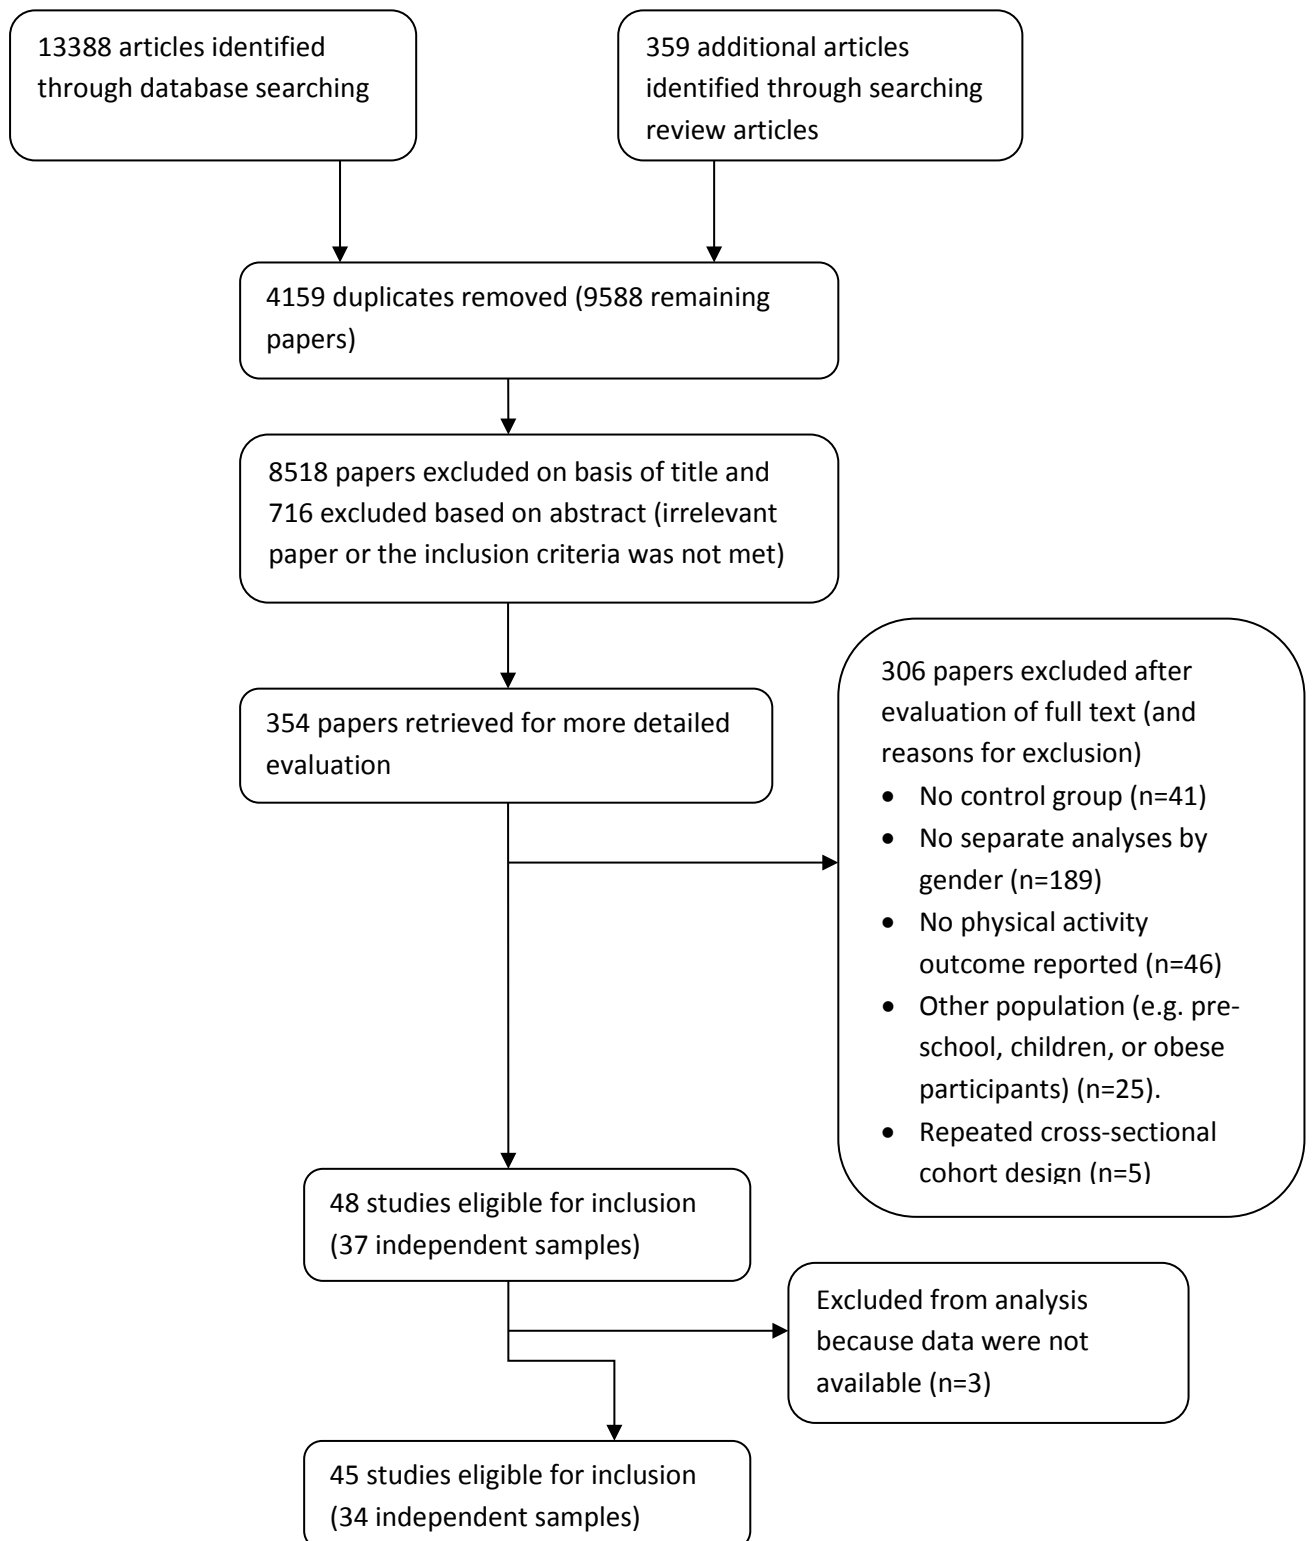 13388 articles identified
through database searching
359 additional articles
identified through searching
review articles
4159 duplicates removed (9588 remaining
papers)
8518 papers excluded on basis of title and
716 excluded based on abstract (irrelevant
paper or the inclusion criteria was not met)
354 papers retrieved for more detailed
evaluation
306 papers excluded after
evaluation of full text (and
reasons for exclusion)
• No control group (n=41)
• No separate analyses by
gender (n=189)
• No physical activity
outcome reported (n=46)
• Other population (e.g. pre-
school, children, or obese
participants) (n=25).
• Repeated cross-sectional
cohort design (n=5)
48 studies eligible for inclusion
(37 independent samples)
Excluded from analysis
because data were not
available (n=3)
45 studies eligible for inclusion
(34 independent samples)